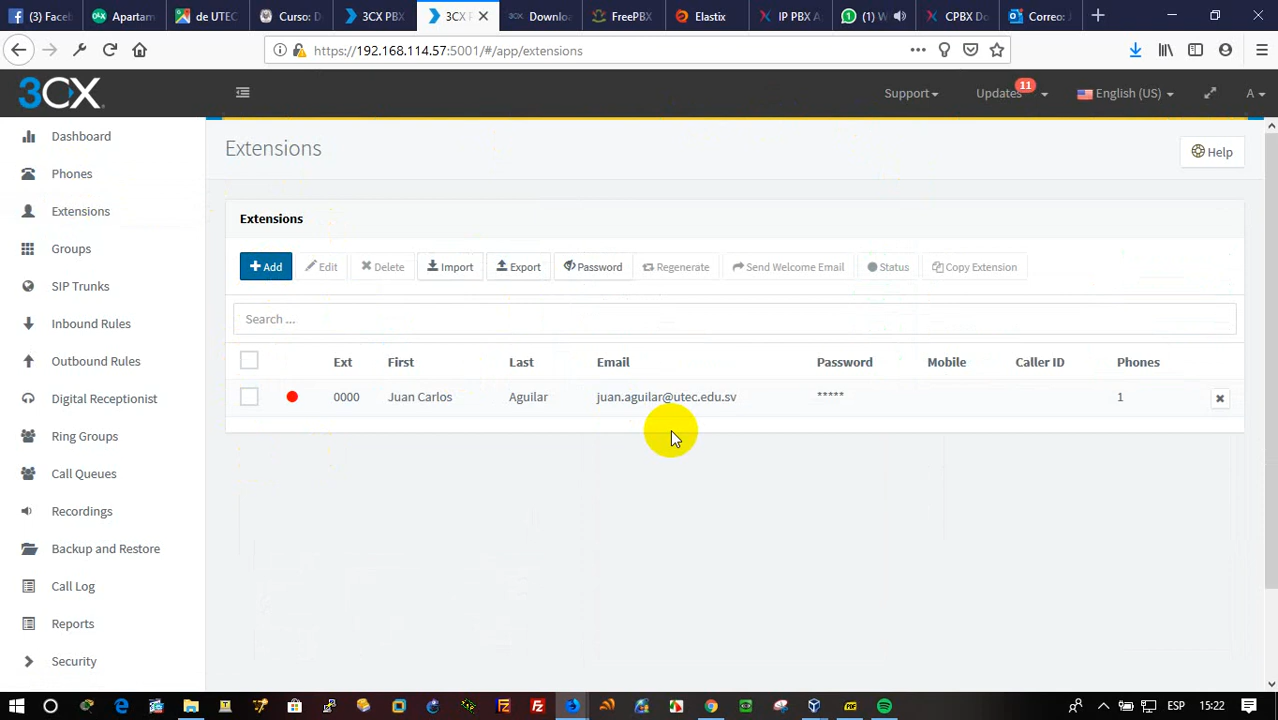 (3) Faceb
Apartam
de UTEC
Curso: D
3CX PBX
3CX P
Downlo
FreePBX
Elastix
IP PBX A
(1) W
CPBX Do
Correo: J
https://192.168.114.57:5001/#/app/extensions
3CX
Support
Updates 11
English (US)
A
Dashboard
Phones
Extensions
Groups
SIP Trunks
Inbound Rules
Outbound Rules
Digital Receptionist
Ring Groups
Call Queues
Recordings
Backup and Restore
Call Log
Reports
Security
Extensions
Help
Extensions
Add Edit Delete Import Export Password Regenerate Send Welcome Email Status Copy Extension
Search ...
Ext First Last Email Password Mobile Caller ID Phones
0000 Juan Carlos Aguilar juan.aguilar@utec.edu.sv ***** 1
ESP 15:22